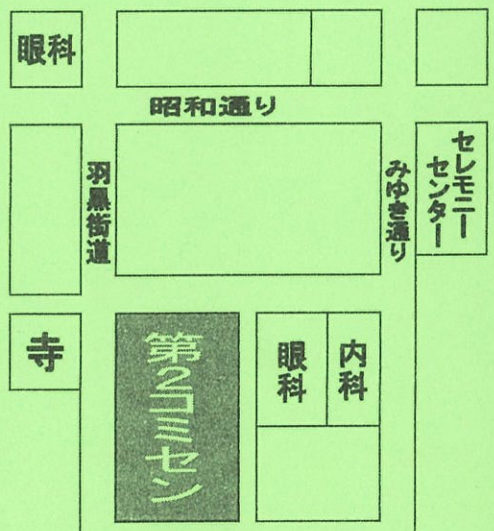 眼科
昭和通り
羽黒街道
みゆき通り
セレモニー
センター
寺
第2コミセン
眼科
内科